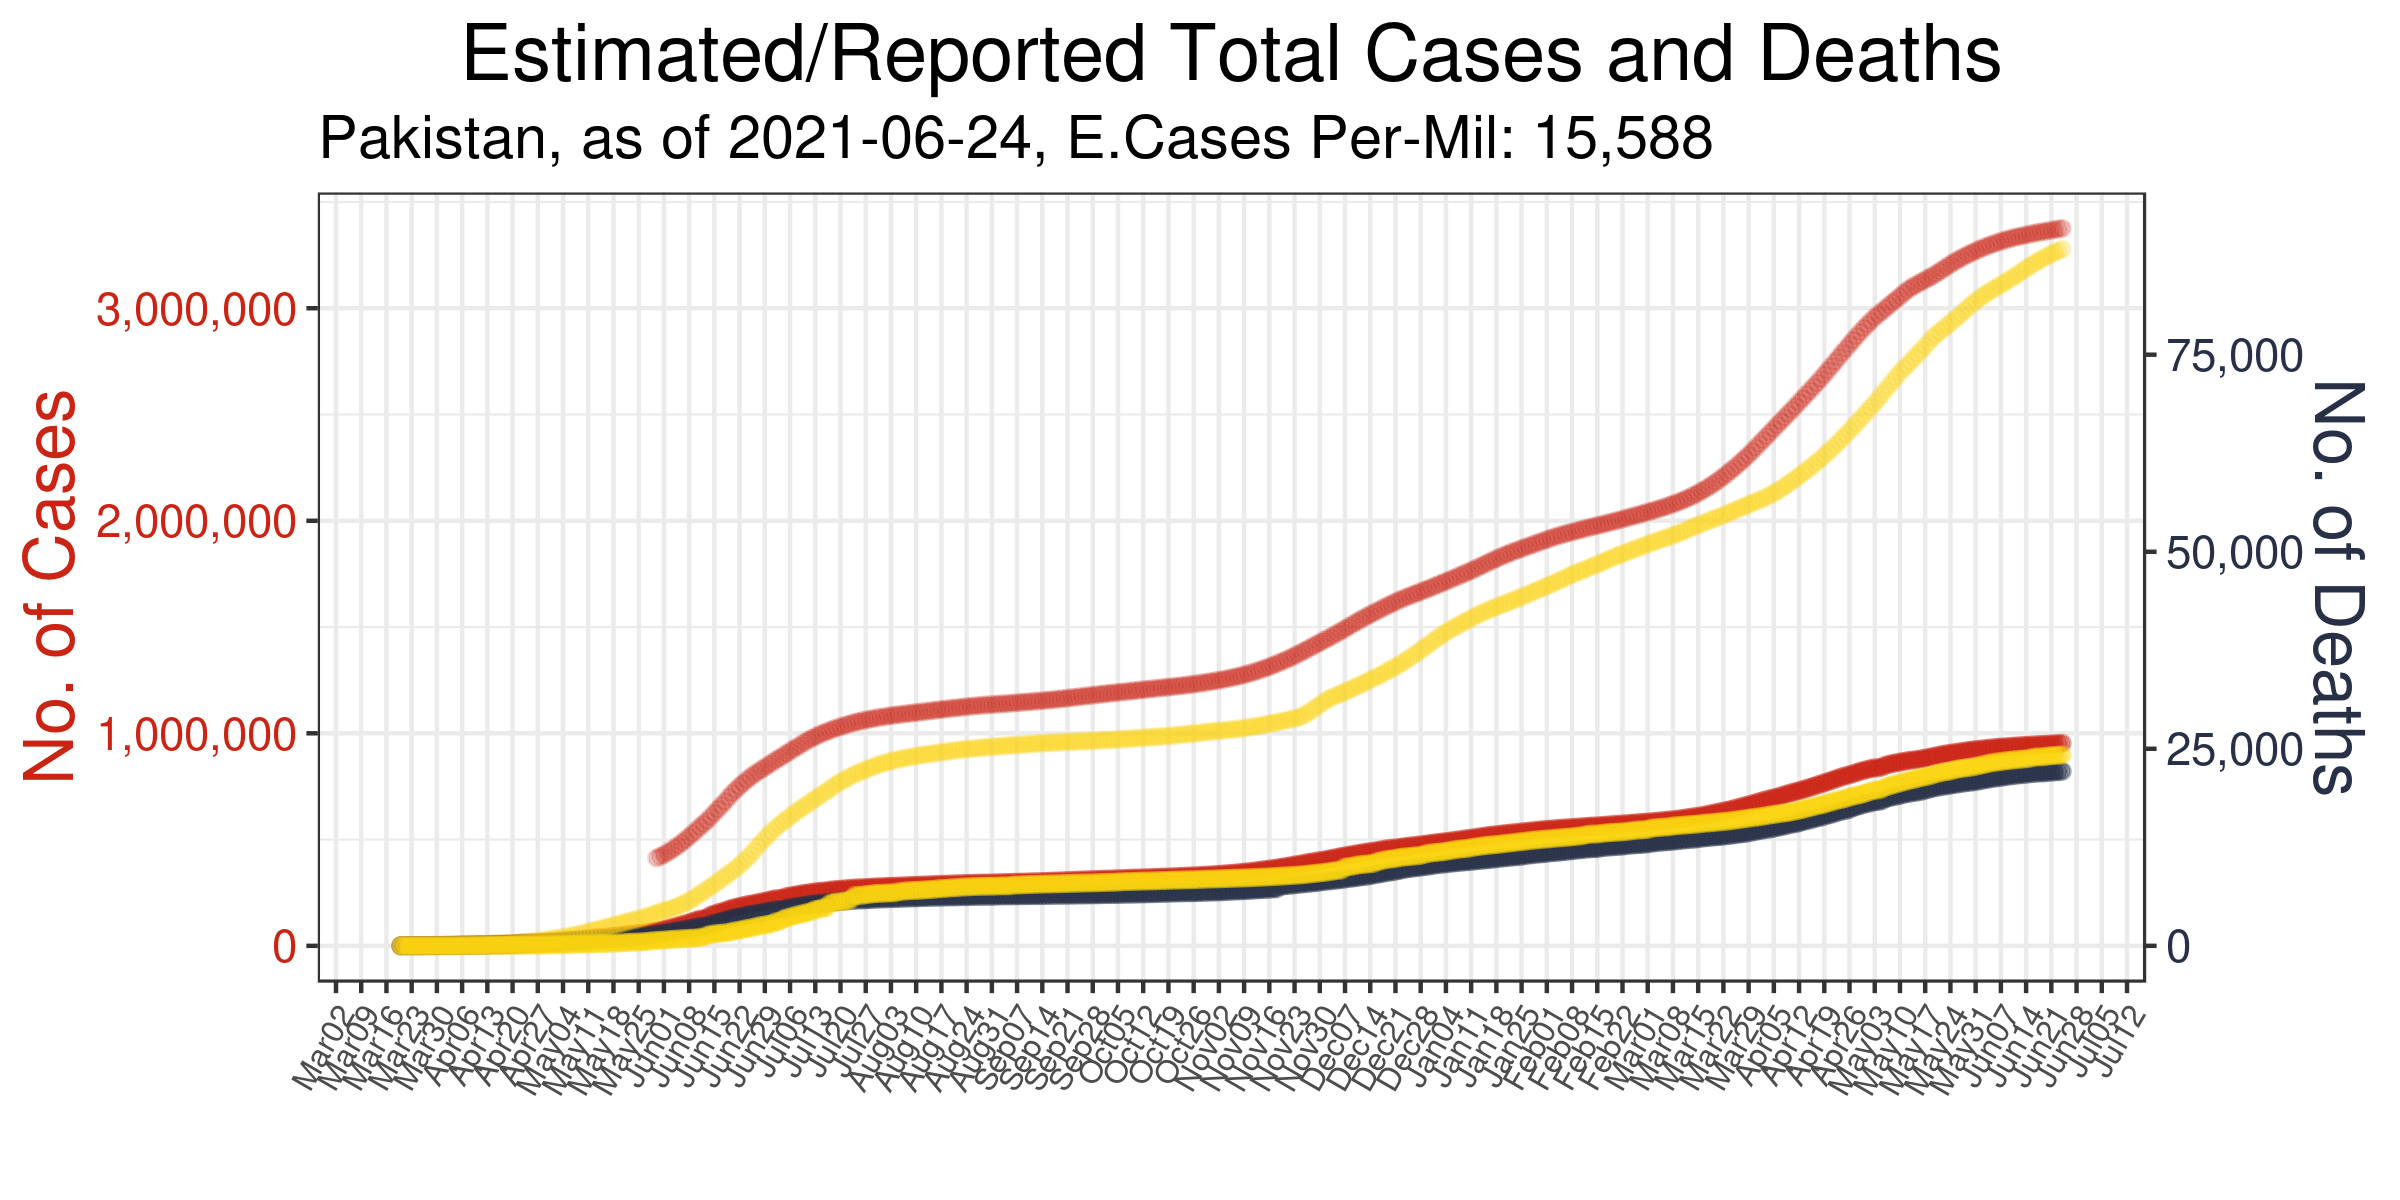 Estimated/Reported Total Cases and Deaths
Pakistan, as of 2021-06-24, E.Cases Per-Mil: 15,588
No. of Cases
3,000,000
2,000,000
1,000,000
0
75,000
50,000
25,000
0
No. of Deaths
Mar02
Mar09
Mar16
Mar23
Mar30
Apr06
Apr13
Apr20
Apr27
May04
May11
May18
May25
Jun01
Jun08
Jun15
Jun22
Jun29
Jul06
Jul13
Jul20
Jul27
Aug03
Aug10
Aug17
Aug24
Aug31
Sep07
Sep14
Sep21
Sep28
Oct05
Oct12
Oct19
Oct26
Nov02
Nov09
Nov16
Nov23
Nov30
Dec07
Dec14
Dec21
Dec28
Jan04
Jan11
Jan18
Jan25
Feb01
Feb08
Feb15
Feb22
Mar01
Mar08
Mar15
Mar22
Mar29
Apr05
Apr12
Apr19
Apr26
May03
May10
May17
May24
May31
Jun07
Jun14
Jun21
Jun28
Jul05
Jul12